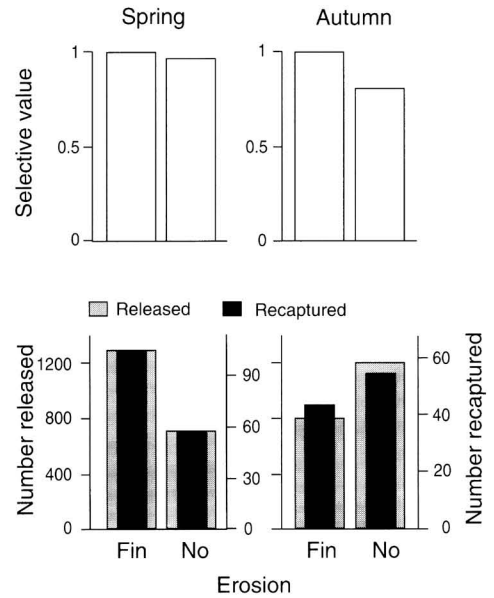 Spring Autumn
Selective value
1 1
0.5 0.5
0 0
Released Recaptured
Number released
Number recaptured
1200
800
400
0
90
60
30
0
60
40
20
0
Fin No Fin No
Erosion